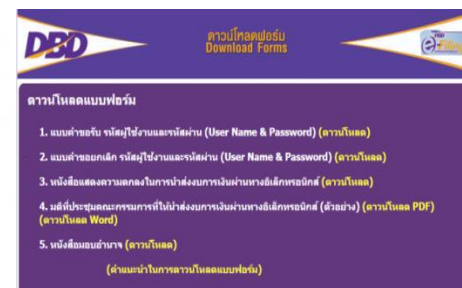 DBD
ดาวน์โหลดฟอร์ม
Download Forms
e-Filing
ดาวน์โหลดแบบฟอร์ม
1. แบบคำขอรับ รหัสผู้ใช้งานและรหัสผ่าน (User Name & Password) (ดาวน์โหลด)
2. แบบคำขอยกเลิก รหัสผู้ใช้งานและรหัสผ่าน (User Name & Password) (ดาวน์โหลด)
3. หนังสือแสดงความตกลงในการนำส่งงบการเงินผ่านทางอิเล็กทรอนิกส์ (ดาวน์โหลด)
4. มติที่ประชุมคณะกรรมการที่ให้นำส่งงบการเงินผ่านทางอิเล็กทรอนิกส์ (ตัวอย่าง) (ดาวน์โหลด PDF)
(ดาวน์โหลด Word)
5. หนังสือมอบอำนาจ (ดาวน์โหลด)
(คำแนะนำในการดาวน์โหลดแบบฟอร์ม)